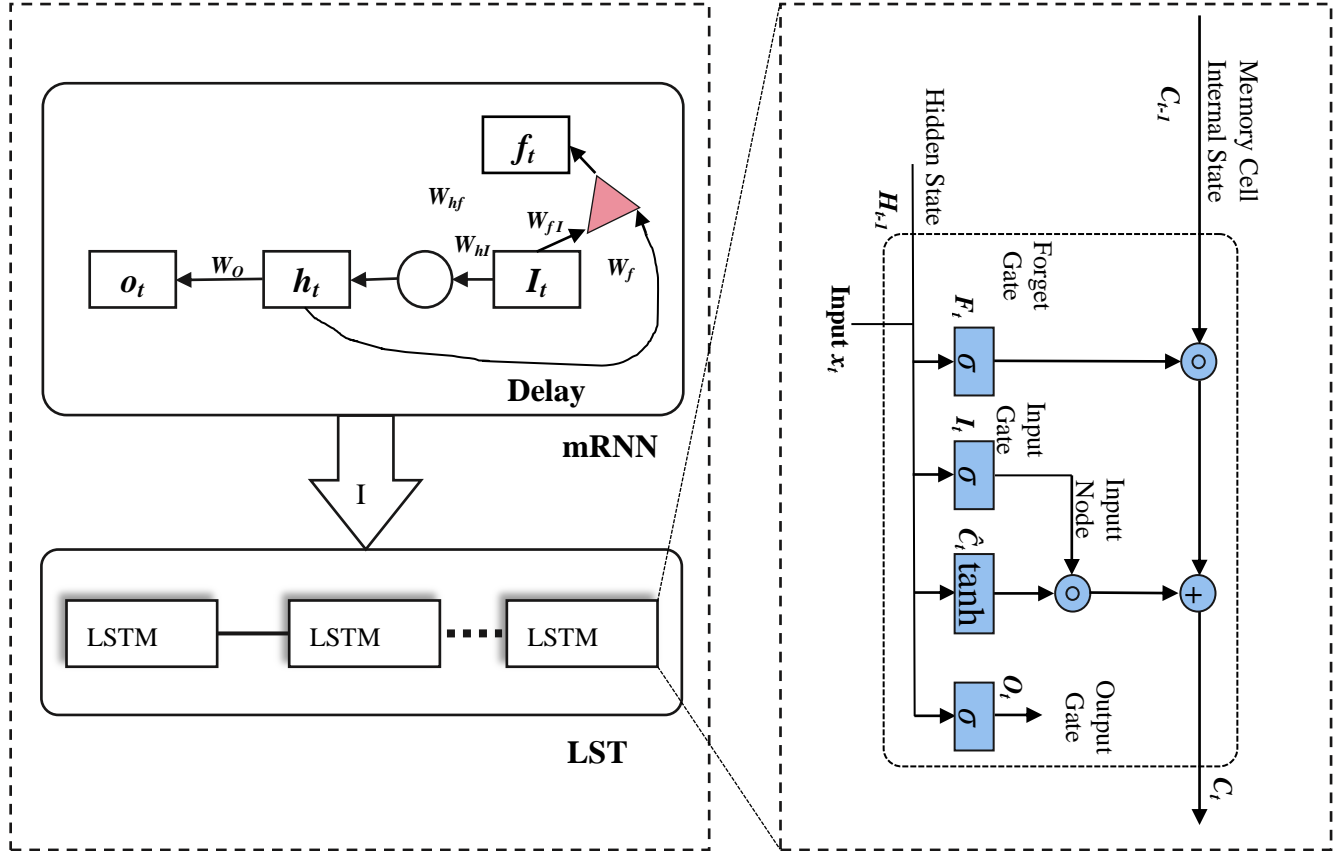 f_t
W_hf
W_fI
W_hI
W_f
W_O
o_t
h_t
I_t
Delay
mRNN
I
LSTM
LSTM
LSTM
LST
Memory Cell
Internal State
C_t-1
Hidden State
H_t-1
Input x_t
Forget
Gate
F_t
σ
Input
Gate
I_t
σ
Inputt
Node
Ĉ_t
tanh
+
Output
Gate
O_t
σ
C_t